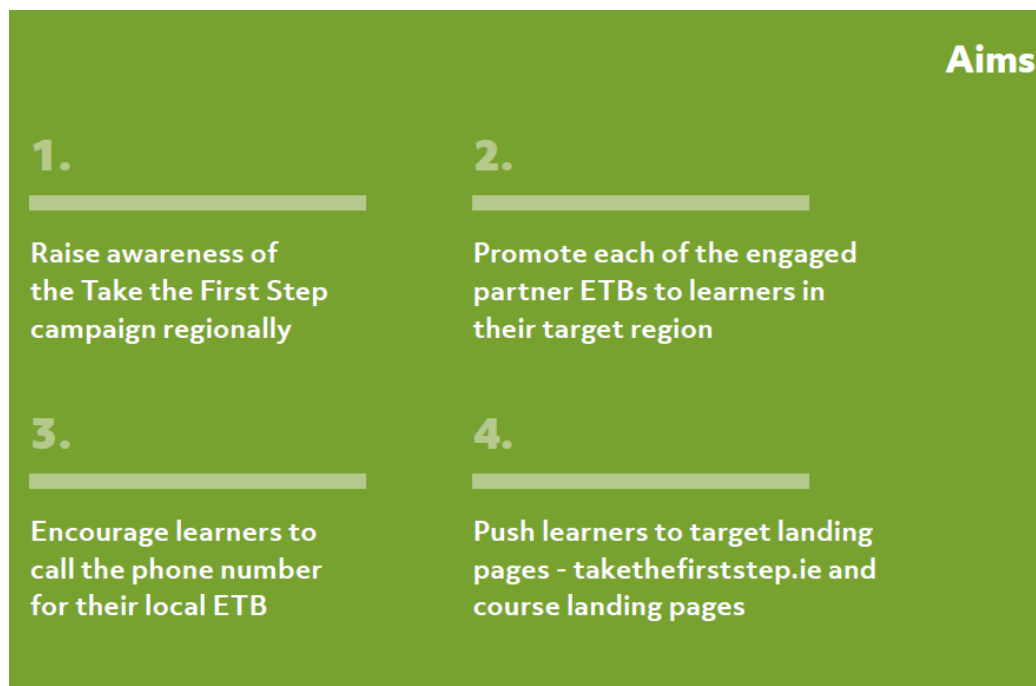 Aims
1.
Raise awareness of
the Take the First Step
campaign regionally
2.
Promote each of the engaged
partner ETBs to learners in
their target region
3.
Encourage learners to
call the phone number
for their local ETB
4.
Push learners to target landing
pages - takethefirststep.ie and
course landing pages